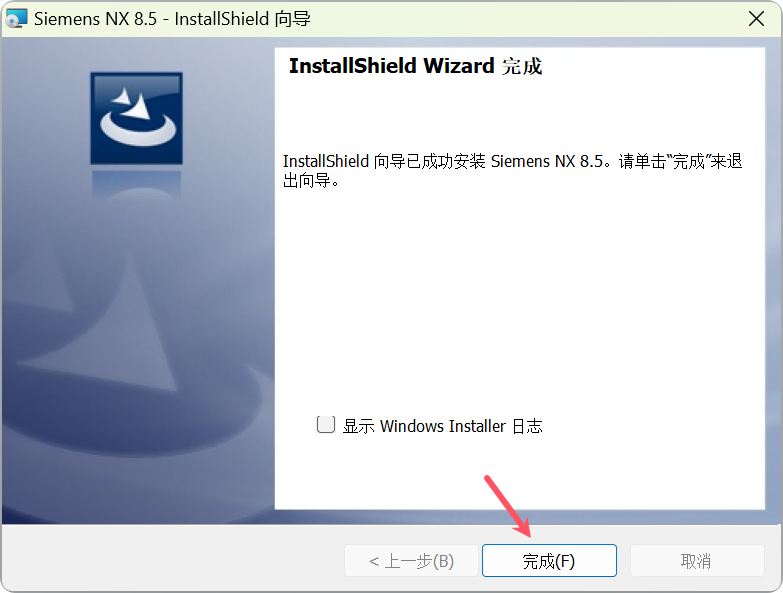 Siemens NX 8.5 - InstallShield 向导
InstallShield Wizard 完成
InstallShield 向导已成功安装 Siemens NX 8.5。请单击“完成”来退
出向导。
显示 Windows Installer 日志
< 上一步(B)
完成(F)
取消